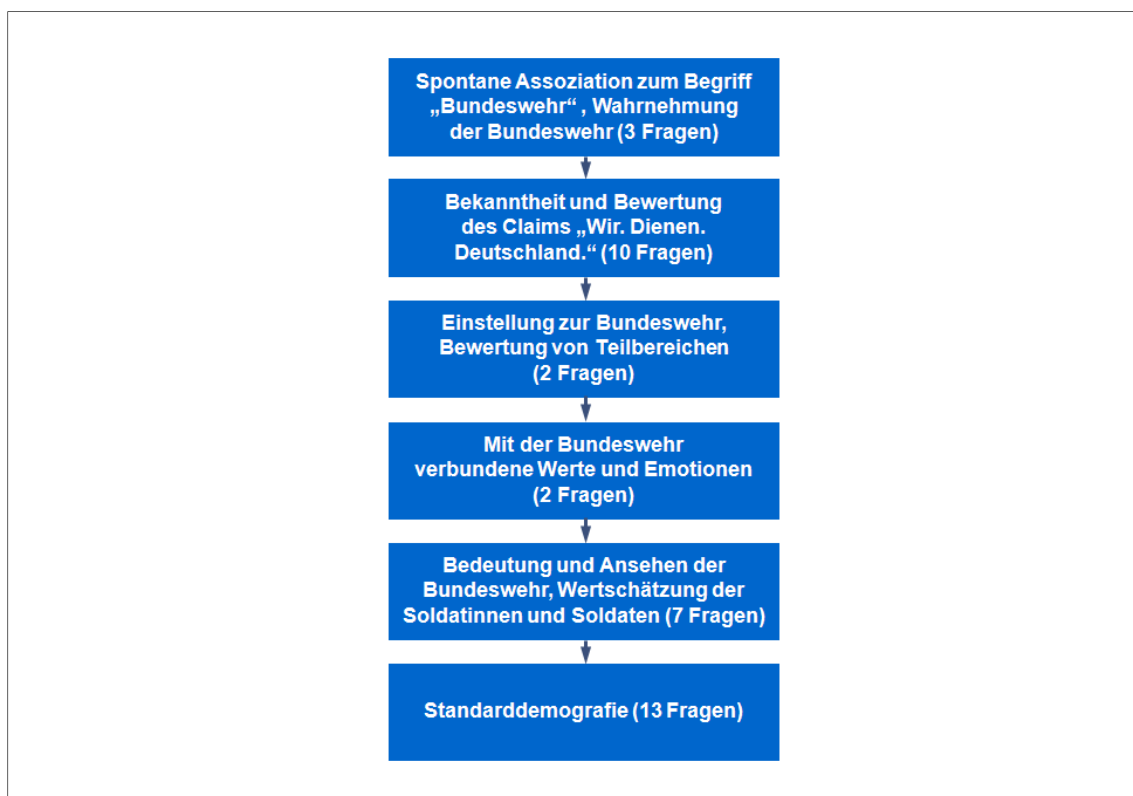 Spontane Assoziation zum Begriff
„Bundeswehr“ , Wahrnehmung
der Bundeswehr (3 Fragen)
Bekanntheit und Bewertung
des Claims „Wir. Dienen.
Deutschland.“ (10 Fragen)
Einstellung zur Bundeswehr,
Bewertung von Teilbereichen
(2 Fragen)
Mit der Bundeswehr
verbundene Werte und Emotionen
(2 Fragen)
Bedeutung und Ansehen der
Bundeswehr, Wertschätzung der
Soldatinnen und Soldaten (7 Fragen)
Standarddemografie (13 Fragen)